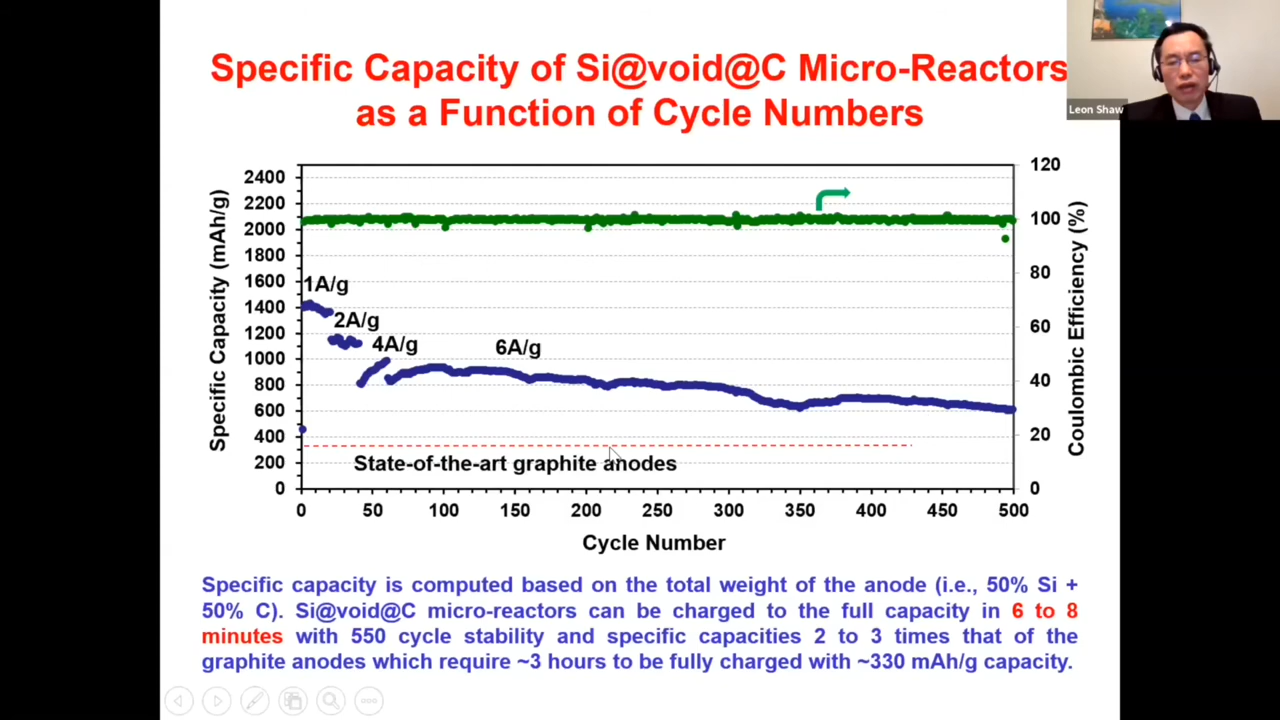 Specific Capacity of Si@void@C Micro-Reactors
as a Function of Cycle Numbers
Leon Shaw
Specific Capacity (mAh/g)
2400
2200
2000
1800
1600
1400
1200
1000
800
600
400
200
0
1A/g
2A/g
4A/g
6A/g
State-of-the-art graphite anodes
120
100
80
60
40
20
0
Coulombic Efficiency (%)
0 50 100 150 200 250 300 350 400 450 500
Cycle Number
Specific capacity is computed based on the total weight of the anode (i.e., 50% Si +
50% C). Si@void@C micro-reactors can be charged to the full capacity in 6 to 8
minutes with 550 cycle stability and specific capacities 2 to 3 times that of the
graphite anodes which require ~3 hours to be fully charged with ~330 mAh/g capacity.